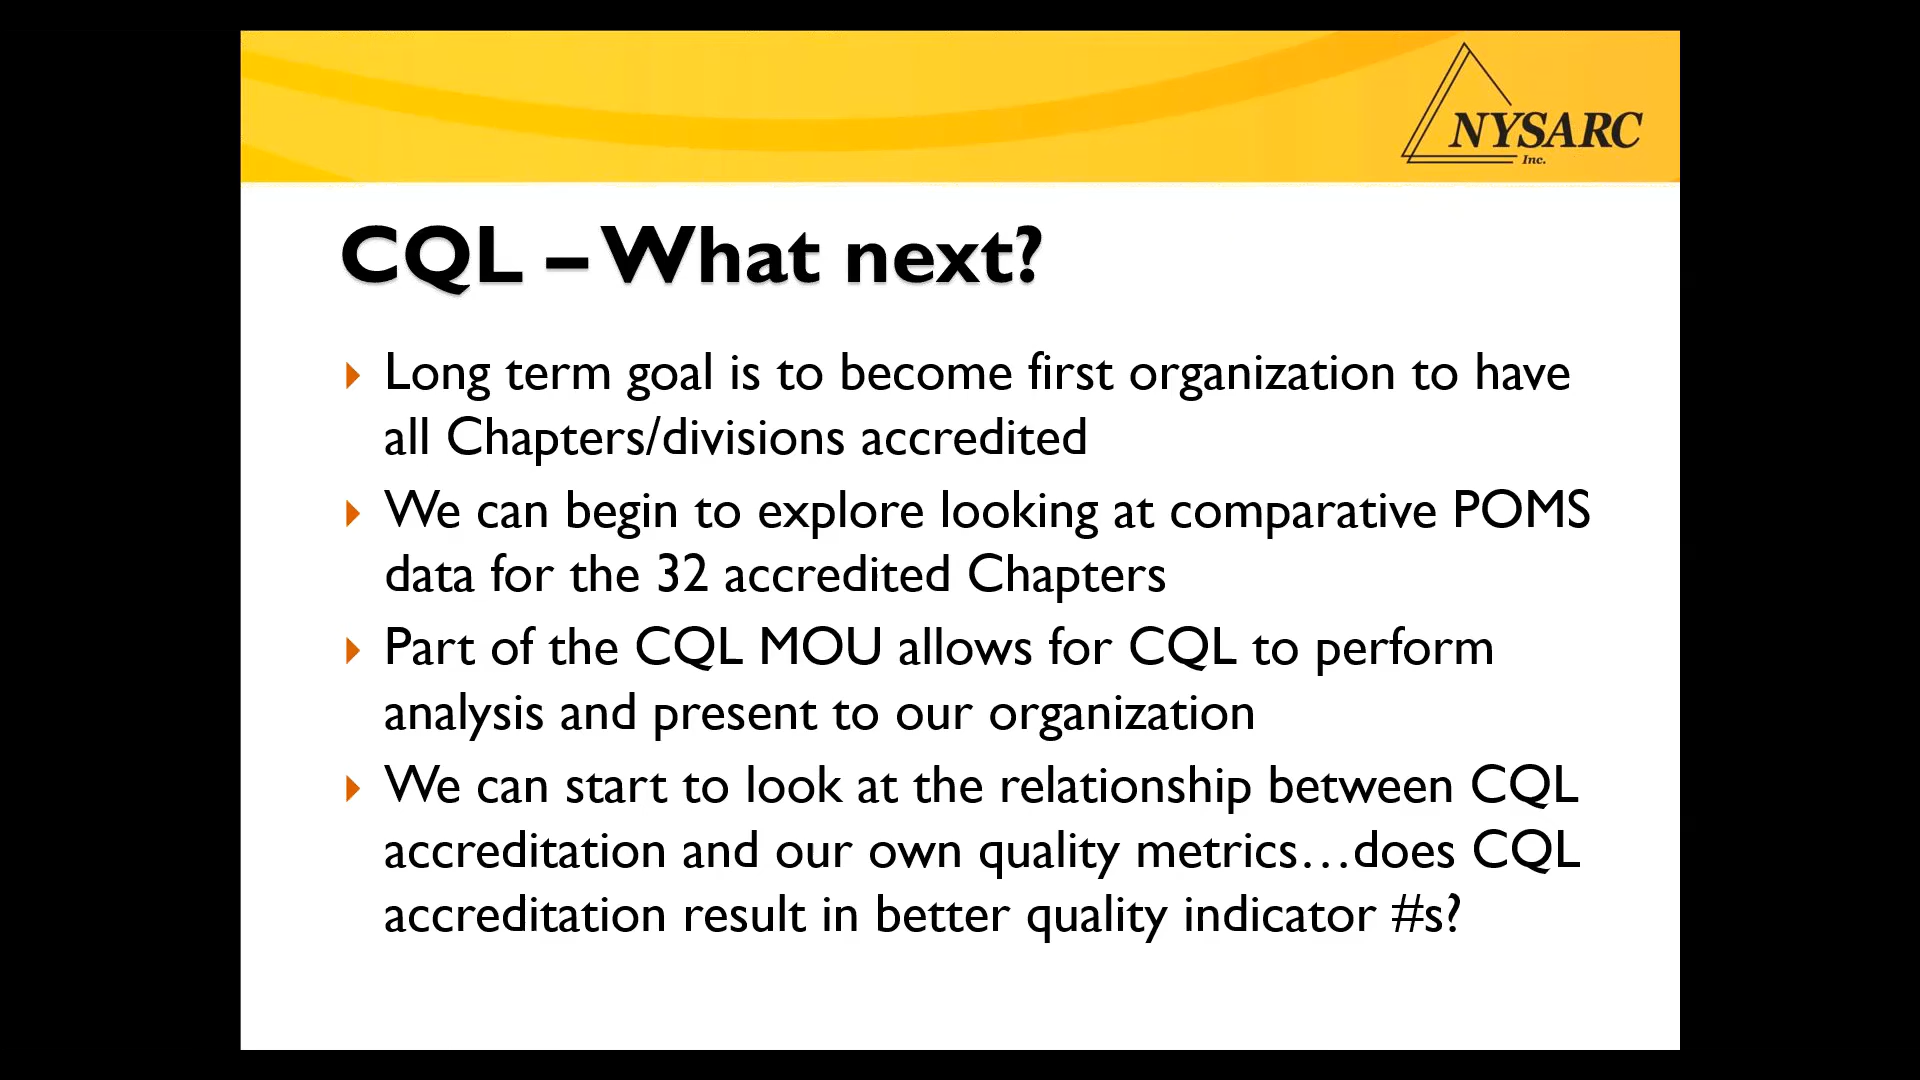 NYSARC
Inc.
CQL – What next?
Long term goal is to become first organization to have
all Chapters/divisions accredited
We can begin to explore looking at comparative POMS
data for the 32 accredited Chapters
Part of the CQL MOU allows for CQL to perform
analysis and present to our organization
We can start to look at the relationship between CQL
accreditation and our own quality metrics…does CQL
accreditation result in better quality indicator #s?